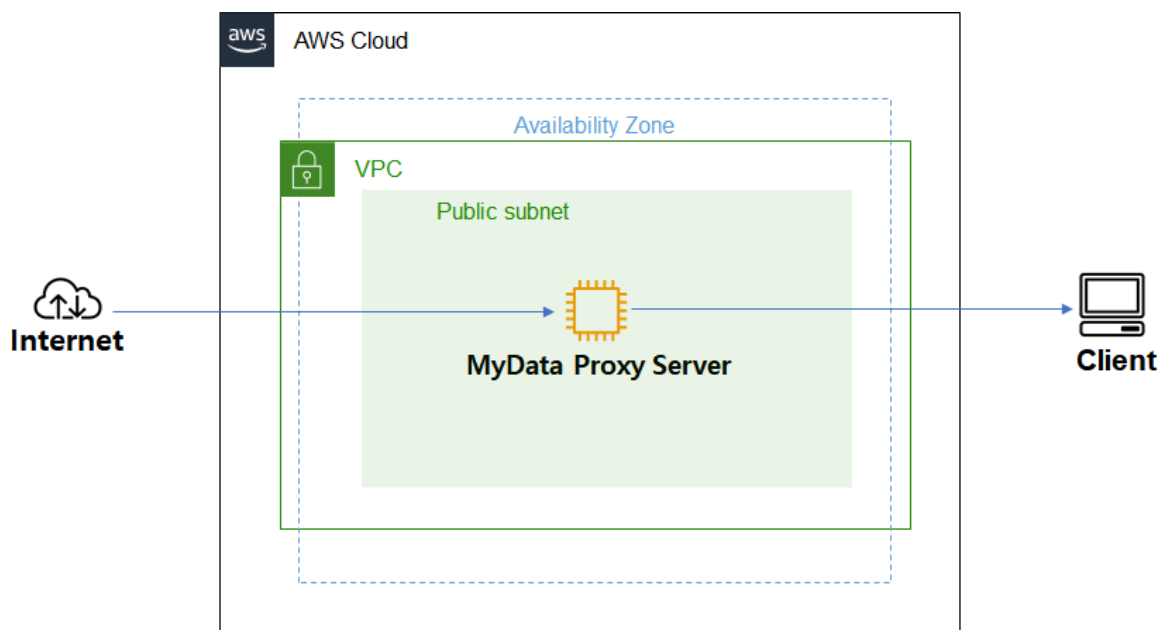 aws
AWS Cloud
Availability Zone
VPC
Public subnet
Internet
MyData Proxy Server
Client